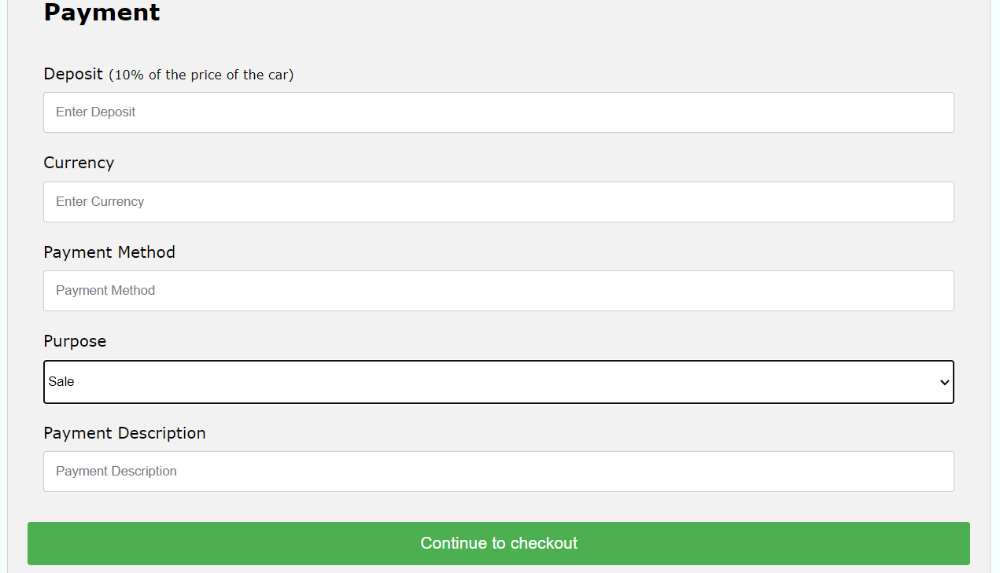 Payment
Deposit (10% of the price of the car)
Enter Deposit
Currency
Enter Currency
Payment Method
Payment Method
Purpose
Sale
Payment Description
Payment Description
Continue to checkout